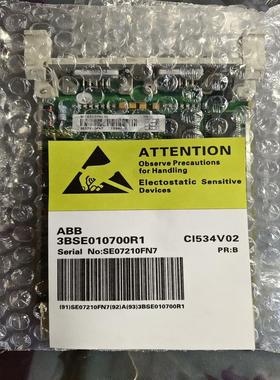 ATTENTION
Observe Precautions
for Handling
Electostatic Sensitive
Devices
ABB
3BSE010700R1 CI534V02
Serial No:SE07210FN7 PR:B
(91)SE07210FN7(92)A(93)3BSE010700R1